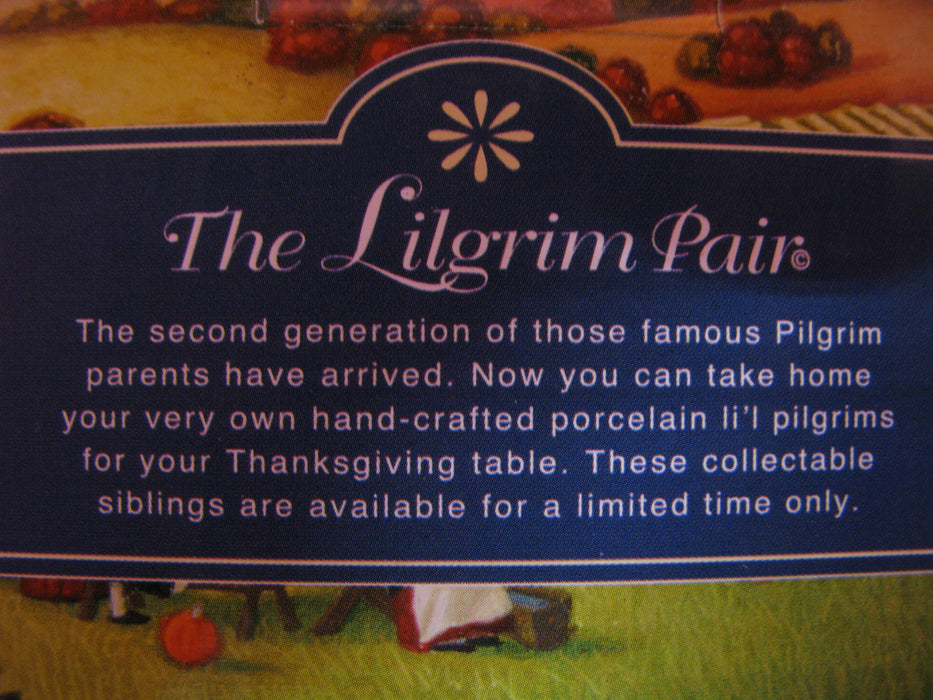 The Lilgrim Pair©
The second generation of those famous Pilgrim
parents have arrived. Now you can take home
your very own hand-crafted porcelain li'l pilgrims
for your Thanksgiving table. These collectable
siblings are available for a limited time only.